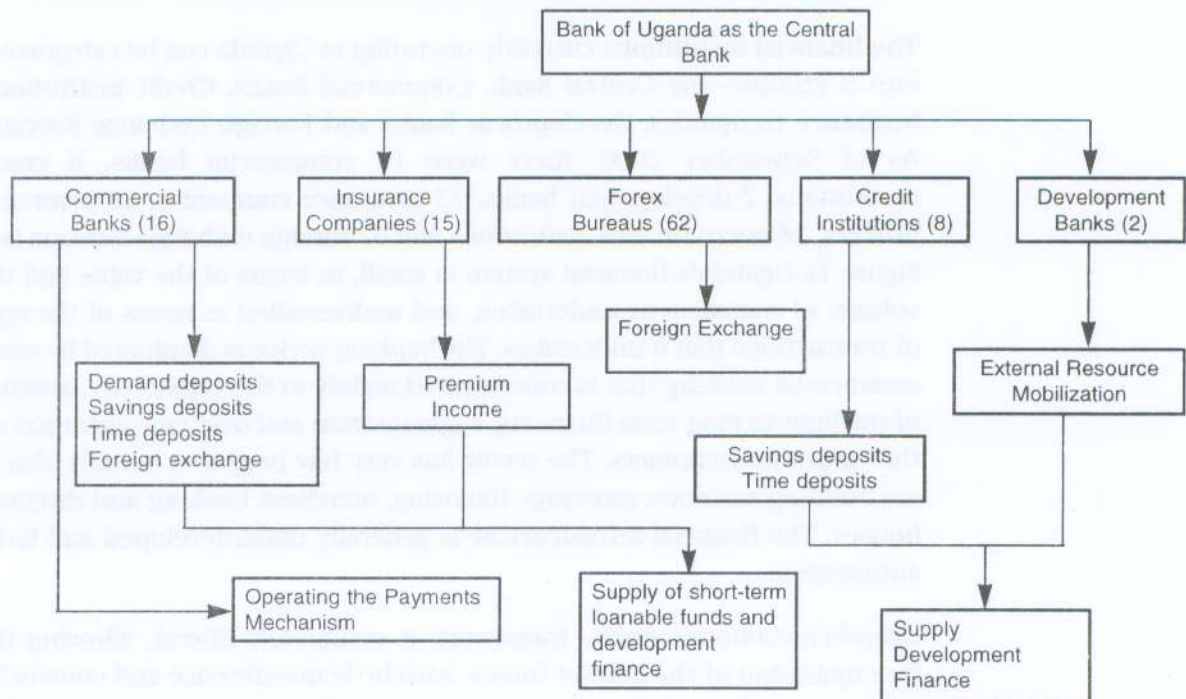 Bank of Uganda as the Central
Bank
Commercial
Banks (16)
Insurance
Companies (15)
Forex
Bureaus (62)
Credit
Institutions (8)
Development
Banks (2)
Foreign Exchange
Demand deposits
Savings deposits
Time deposits
Foreign exchange
Premium
Income
External Resource
Mobilization
Savings deposits
Time deposits
Operating the Payments
Mechanism
Supply of short-term
loanable funds and
development
finance
Supply
Development
Finance